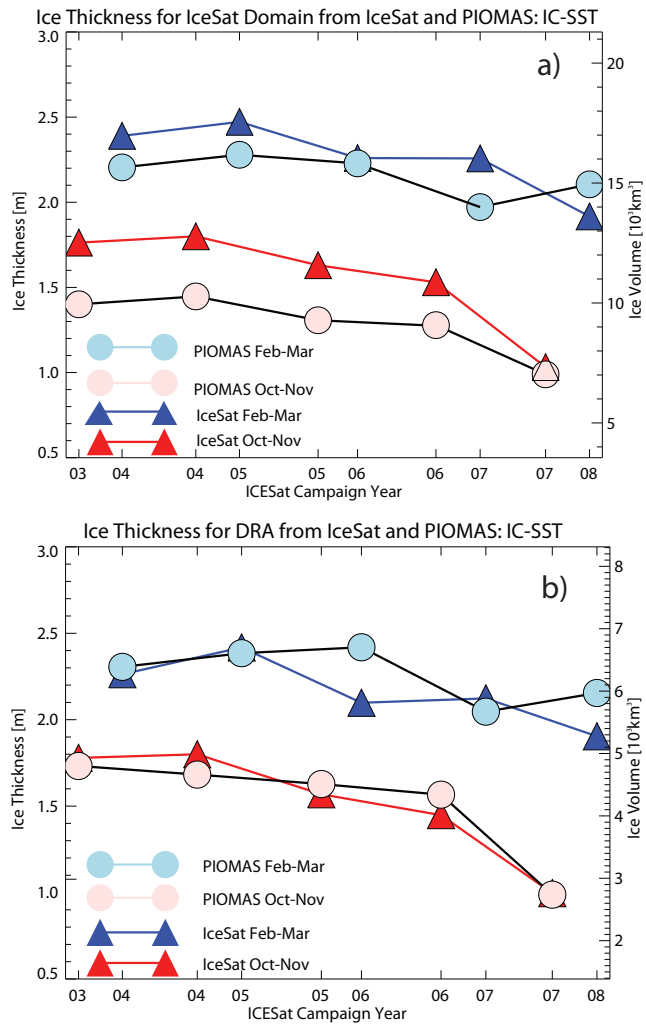 Ice Thickness for IceSat Domain from IceSat and PIOMAS: IC-SST
a)
3.0
2.5
2.0
1.5
1.0
0.5
Ice Thickness [m]
20
15
10
5
Ice Volume [10³km³]
PIOMAS Feb-Mar
PIOMAS Oct-Nov
IceSat Feb-Mar
IceSat Oct-Nov
03 04 04 05 05 06 06 07 07 08
ICESat Campaign Year
Ice Thickness for DRA from IceSat and PIOMAS: IC-SST
b)
3.0
2.5
2.0
1.5
1.0
0.5
Ice Thickness [m]
8
7
6
5
4
3
2
Ice Volume [10³km³]
PIOMAS Feb-Mar
PIOMAS Oct-Nov
IceSat Feb-Mar
IceSat Oct-Nov
03 04 04 05 05 06 06 07 07 08
ICESat Campaign Year